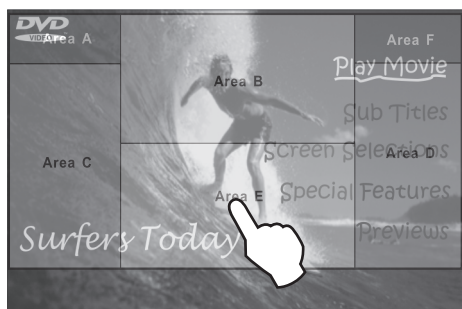 DVD
VIDEO
Area A
Area F
Play Movie
Area B
Sub Titles
Screen Selections
Area C
Area D
Area E
Special Features
Surfers Today
Previews